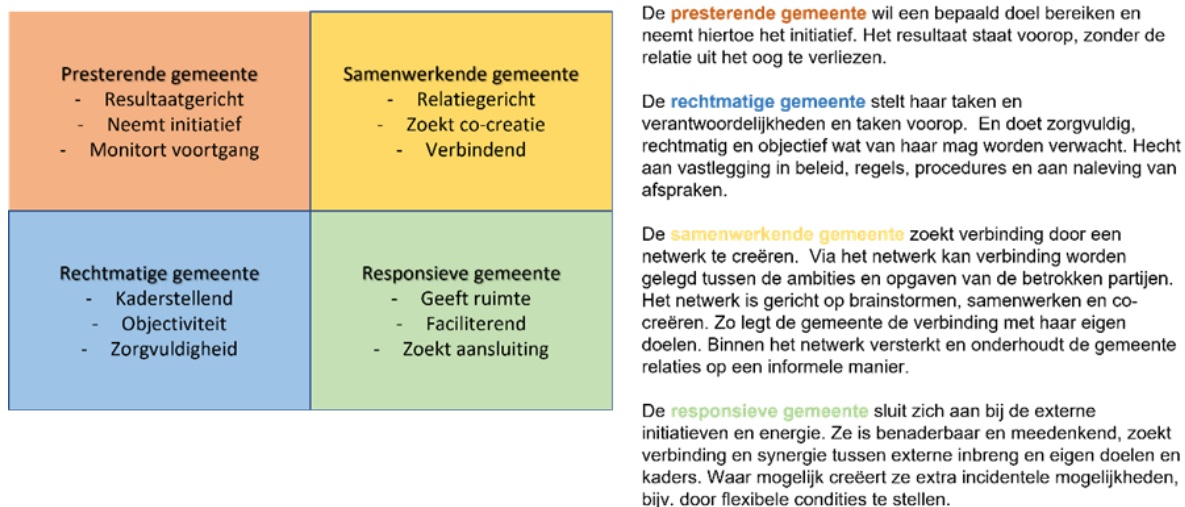 Presterende gemeente
- Resultaatgericht
- Neemt initiatief
- Monitort voortgang
Samenwerkende gemeente
- Relatiegericht
- Zoekt co-creatie
- Verbindend
Rechtmatige gemeente
- Kaderstellend
- Objectiviteit
- Zorgvuldigheid
Responsieve gemeente
- Geeft ruimte
- Faciliterend
- Zoekt aansluiting
De presterende gemeente wil een bepaald doel bereiken en
neemt hiertoe het initiatief. Het resultaat staat voorop, zonder de
relatie uit het oog te verliezen.
De rechtmatige gemeente stelt haar taken en
verantwoordelijkheden en taken voorop. En doet zorgvuldig,
rechtmatig en objectief wat van haar mag worden verwacht. Hecht
aan vastlegging in beleid, regels, procedures en aan naleving van
afspraken.
De samenwerkende gemeente zoekt verbinding door een
netwerk te creëren. Via het netwerk kan verbinding worden
gelegd tussen de ambities en opgaven van de betrokken partijen.
Het netwerk is gericht op brainstormen, samenwerken en co-
creëren. Zo legt de gemeente de verbinding met haar eigen
doelen. Binnen het netwerk versterkt en onderhoudt de gemeente
relaties op een informele manier.
De responsieve gemeente sluit zich aan bij de externe
initiatieven en energie. Ze is benaderbaar en meedenkend, zoekt
verbinding en synergie tussen externe inbreng en eigen doelen en
kaders. Waar mogelijk creëert ze extra incidentele mogelijkheden,
bijv. door flexibele condities te stellen.